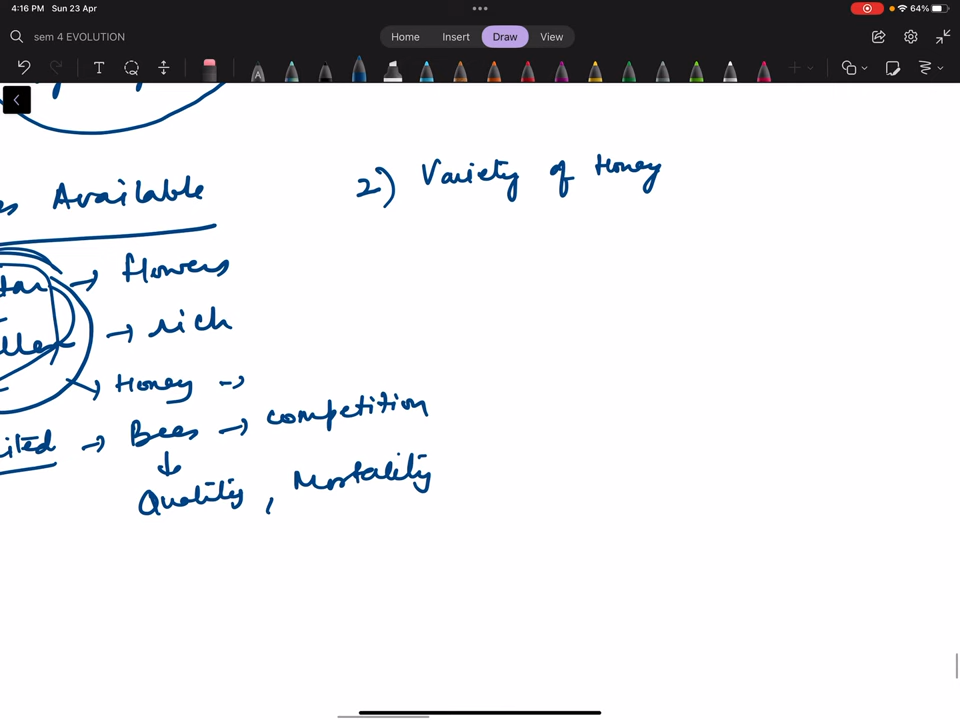 4:16 PM Sun 23 Apr
64%
sem 4 EVOLUTION
Home Insert Draw View
T
A
2) Variety of Honey
Available
→ flowers
→ rich
→ Honey →
→ Bees → competition
↓
Quality, Mortality